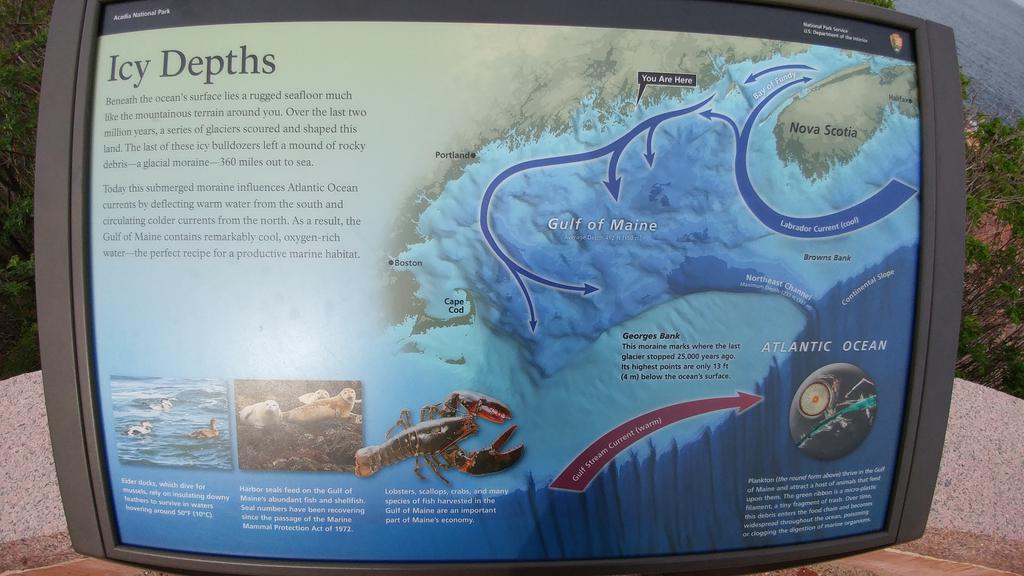 Acadia National Park
National Park Service
U.S. Department of the Interior
Icy Depths
Beneath the ocean's surface lies a rugged seafloor much
like the mountainous terrain around you. Over the last two
million years, a series of glaciers scoured and shaped this
land. The last of these icy bulldozers left a mound of rocky
debris—a glacial moraine—360 miles out to sea.
Today this submerged moraine influences Atlantic Ocean
currents by deflecting warm water from the south and
circulating colder currents from the north. As a result, the
Gulf of Maine contains remarkably cool, oxygen-rich
water—the perfect recipe for a productive marine habitat.
You Are Here
Bay of Fundy
Halifax
Nova Scotia
Portland
Gulf of Maine
Average Depth 492 ft (150 m)
Labrador Current (cool)
Browns Bank
Boston
Northeast Channel
Maximum Depth
Continental Slope
Cape
Cod
Georges Bank
This moraine marks where the last
glacier stopped 25,000 years ago.
Its highest points are only 13 ft
(4 m) below the ocean's surface.
ATLANTIC OCEAN
Gulf Stream Current (warm)
Eider ducks, which dive for
mussels, rely on insulating downy
feathers to survive in waters
hovering around 50°F (10°C).
Harbor seals feed on the Gulf of
Maine's abundant fish and shellfish.
Seal numbers have been recovering
since the passage of the Marine
Mammal Protection Act of 1972.
Lobsters, scallops, crabs, and many
species of fish harvested in the
Gulf of Maine are an important
part of Maine's economy.
Plankton (the round form above) thrive in the Gulf
of Maine and attract a host of animals that feed
upon them. The green ribbon is a micro-plastic
filament, a tiny fragment of trash. Over time,
this debris enters the food chain and becomes
widespread throughout the ocean, poisoning
or clogging the digestion of marine organisms.